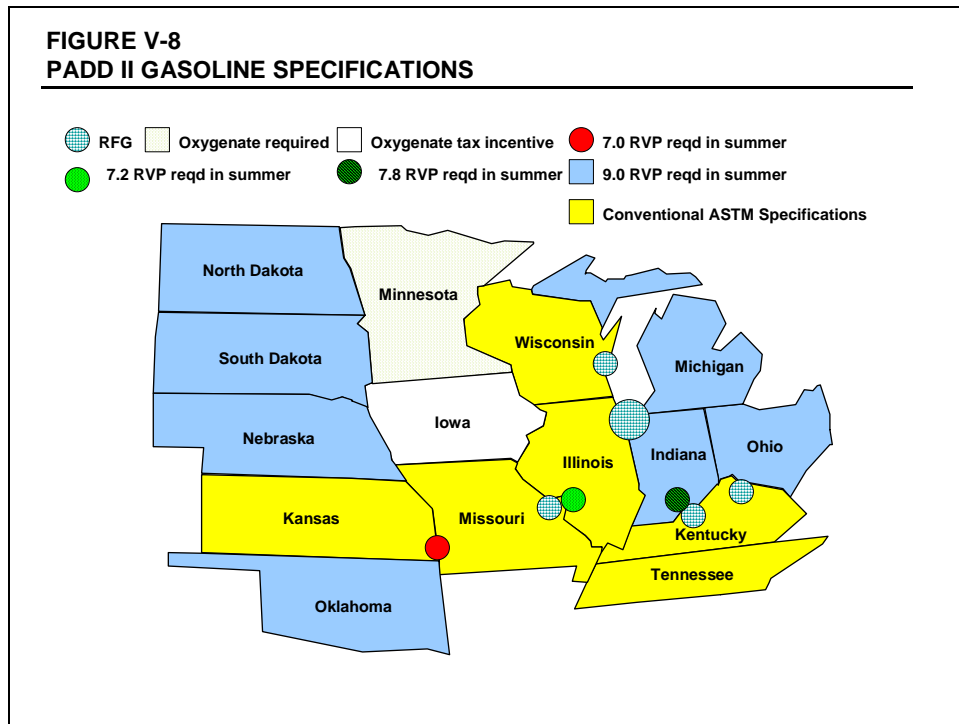 FIGURE V-8
PADD II GASOLINE SPECIFICATIONS
RFG Oxygenate required Oxygenate tax incentive 7.0 RVP reqd in summer
7.2 RVP reqd in summer 7.8 RVP reqd in summer 9.0 RVP reqd in summer
Conventional ASTM Specifications
North Dakota
Minnesota
South Dakota
Wisconsin
Michigan
Nebraska
Iowa
Illinois
Indiana
Ohio
Kansas
Missouri
Kentucky
Tennessee
Oklahoma